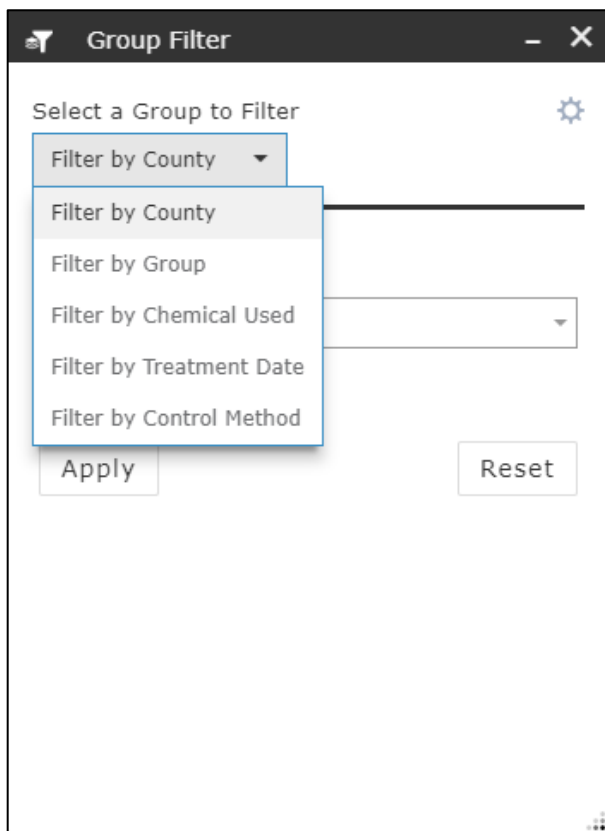 Group Filter
Select a Group to Filter
Filter by County
Filter by County
Filter by Group
Filter by Chemical Used
Filter by Treatment Date
Filter by Control Method
Apply
Reset